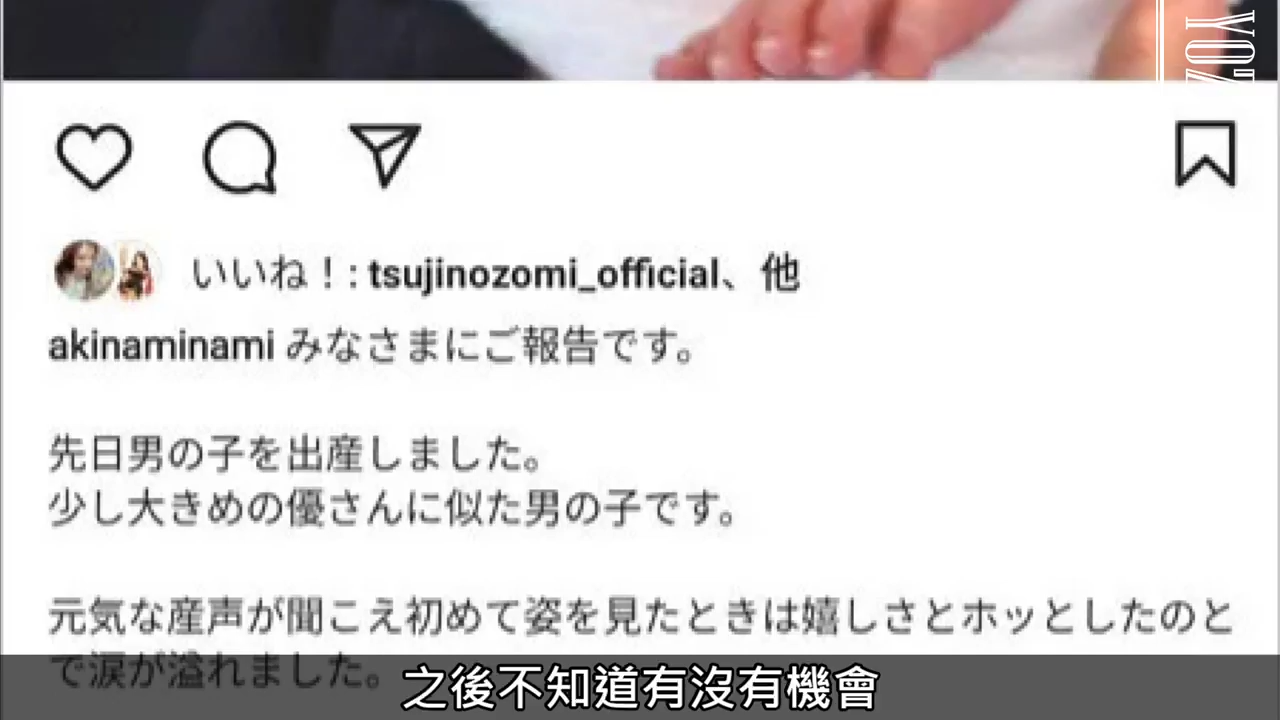 YOZ
いいね！: tsujinozomi_official、他
akinaminami みなさまにご報告です。
先日男の子を出産しました。
少し大きめの優さんに似た男の子です。
元気な産声が聞こえ初めて姿を見たときは嬉しさとホッとしたのと
で涙が溢れました。
之後不知道有沒有機會